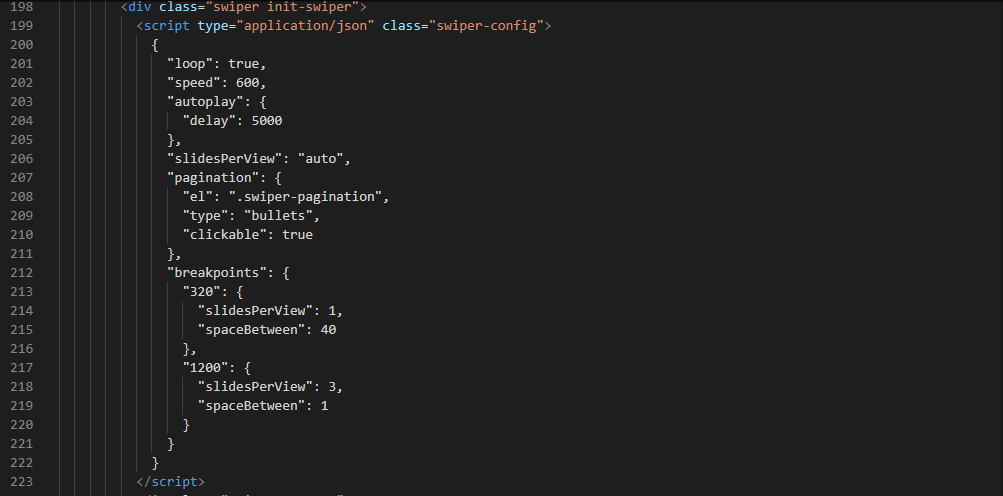 198 <div class="swiper init-swiper">
199 <script type="application/json" class="swiper-config">
200 {
201 "loop": true,
202 "speed": 600,
203 "autoplay": {
204 "delay": 5000
205 },
206 "slidesPerView": "auto",
207 "pagination": {
208 "el": ".swiper-pagination",
209 "type": "bullets",
210 "clickable": true
211 },
212 "breakpoints": {
213 "320": {
214 "slidesPerView": 1,
215 "spaceBetween": 40
216 },
217 "1200": {
218 "slidesPerView": 3,
219 "spaceBetween": 1
220 }
221 }
222 }
223 </script>